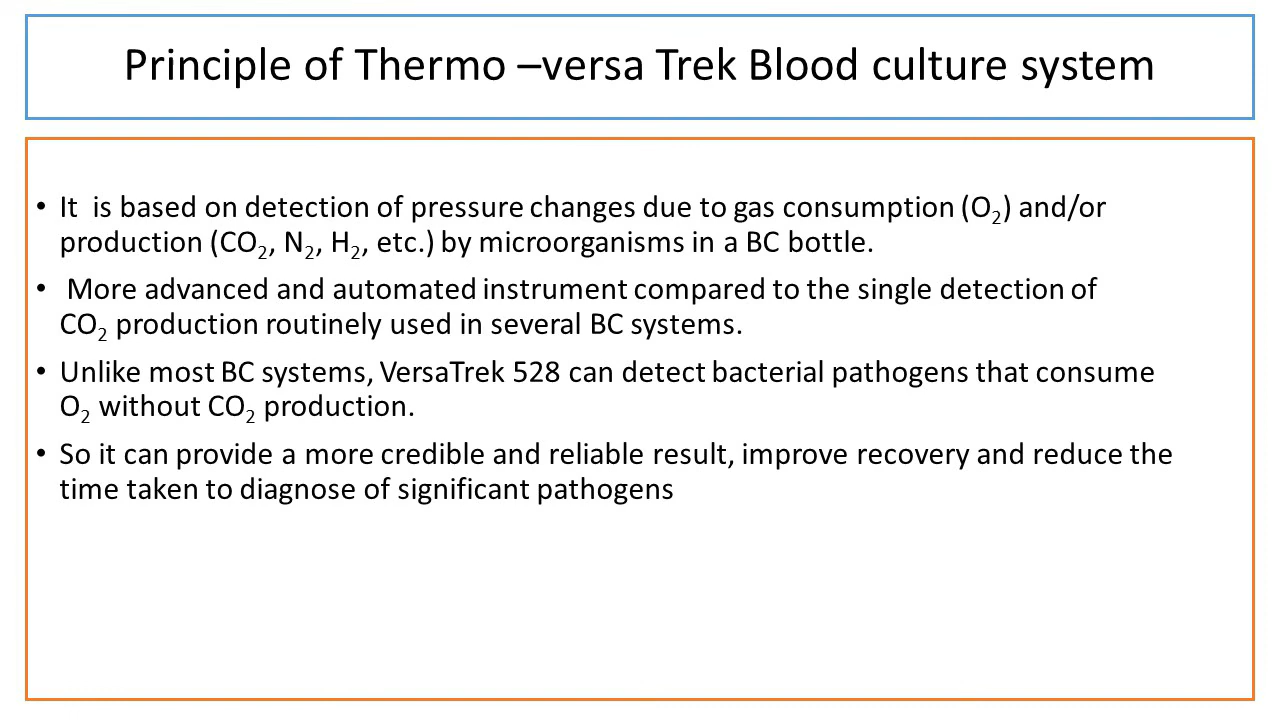 Principle of Thermo –versa Trek Blood culture system
• It  is based on detection of pressure changes due to gas consumption (O₂) and/or
production (CO₂, N₂, H₂, etc.) by microorganisms in a BC bottle.
•  More advanced and automated instrument compared to the single detection of
CO₂ production routinely used in several BC systems.
• Unlike most BC systems, VersaTrek 528 can detect bacterial pathogens that consume
O₂ without CO₂ production.
• So it can provide a more credible and reliable result, improve recovery and reduce the
time taken to diagnose of significant pathogens